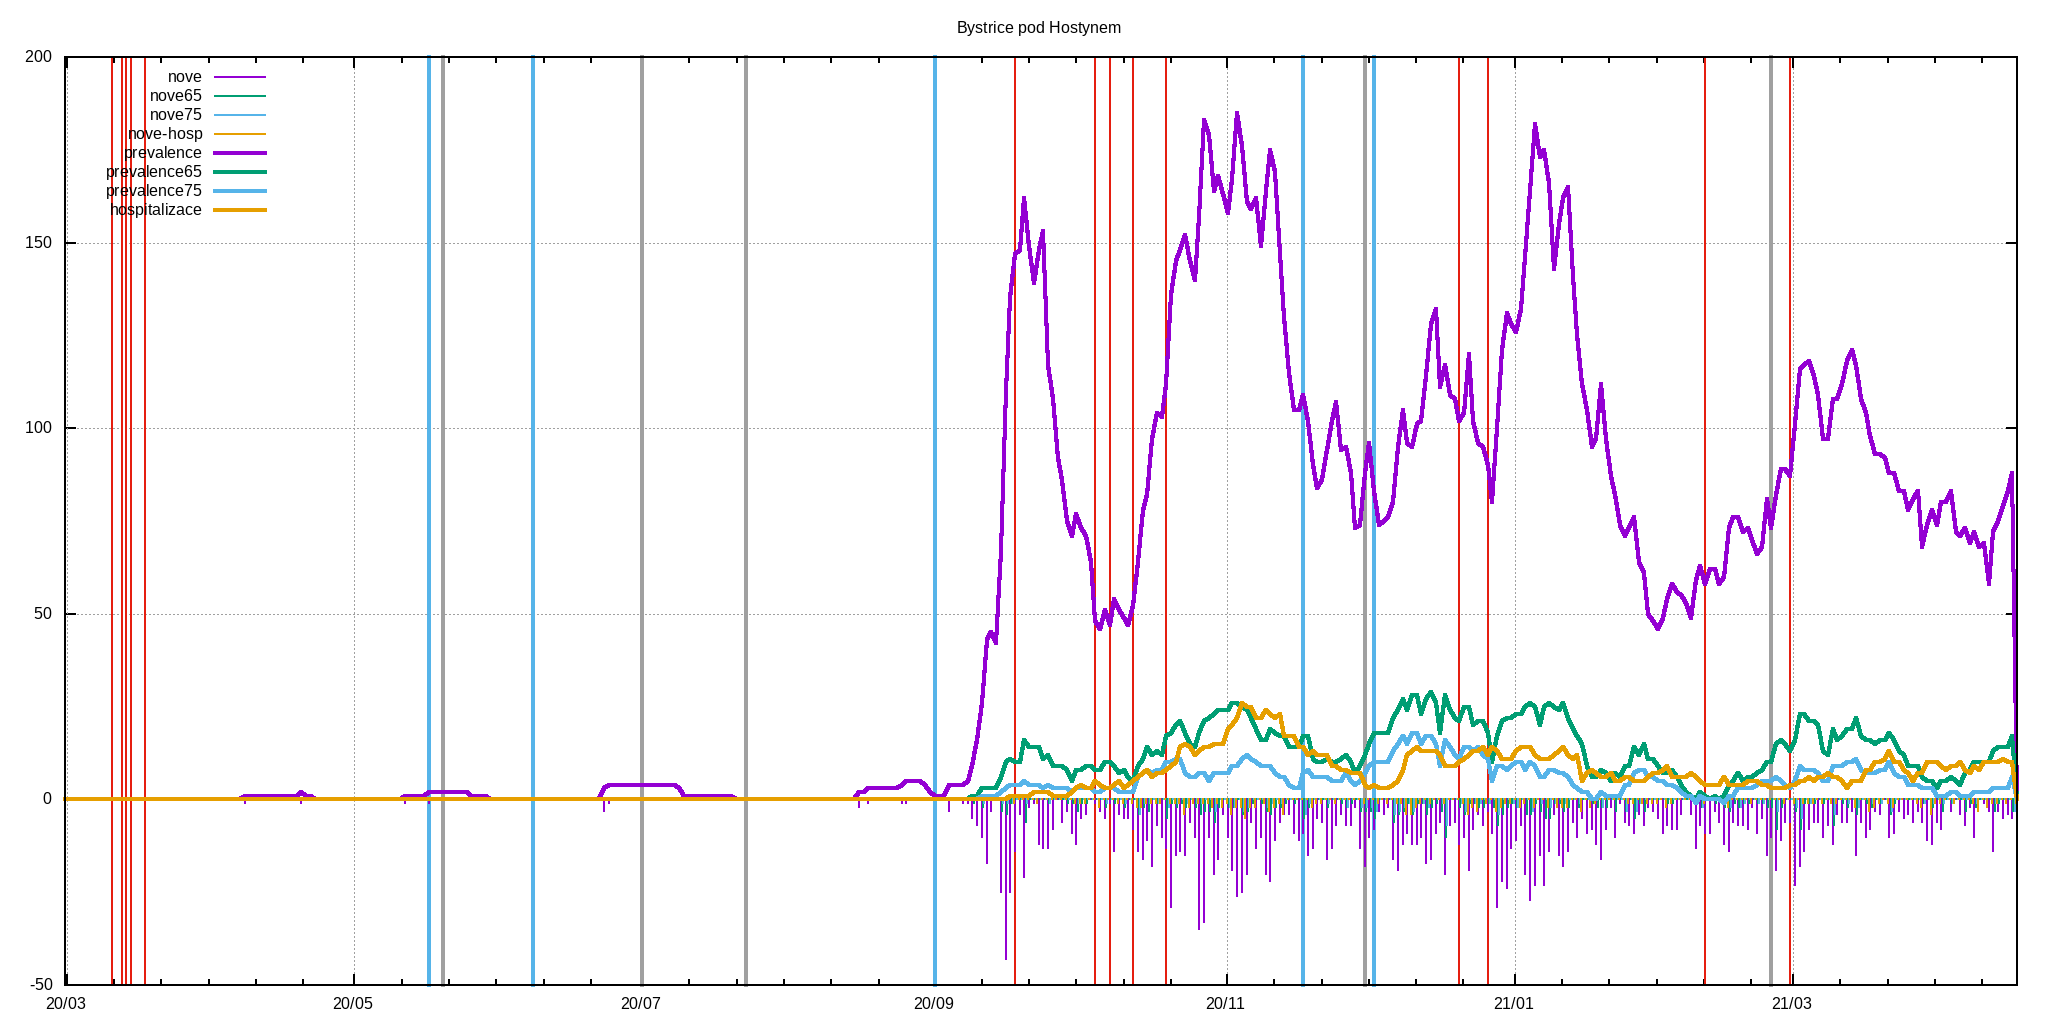 Bystrice pod Hostynem
200
150
100
50
0
-50
nove
nove65
nove75
nove-hosp
prevalence
prevalence65
prevalence75
hospitalizace
20/03
20/05
20/07
20/09
20/11
21/01
21/03